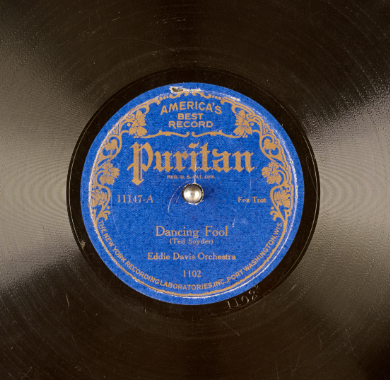 AMERICA'S
BEST
RECORD
Puritan
REG. U. S. PAT. OFF.
11147-A Fox Trot
Dancing Fool
(Ted Snyder)
Eddie Davis Orchestra
1102
THE NEW YORK RECORDING LABORATORIES, INC. PORT WASHINGTON, WIS.